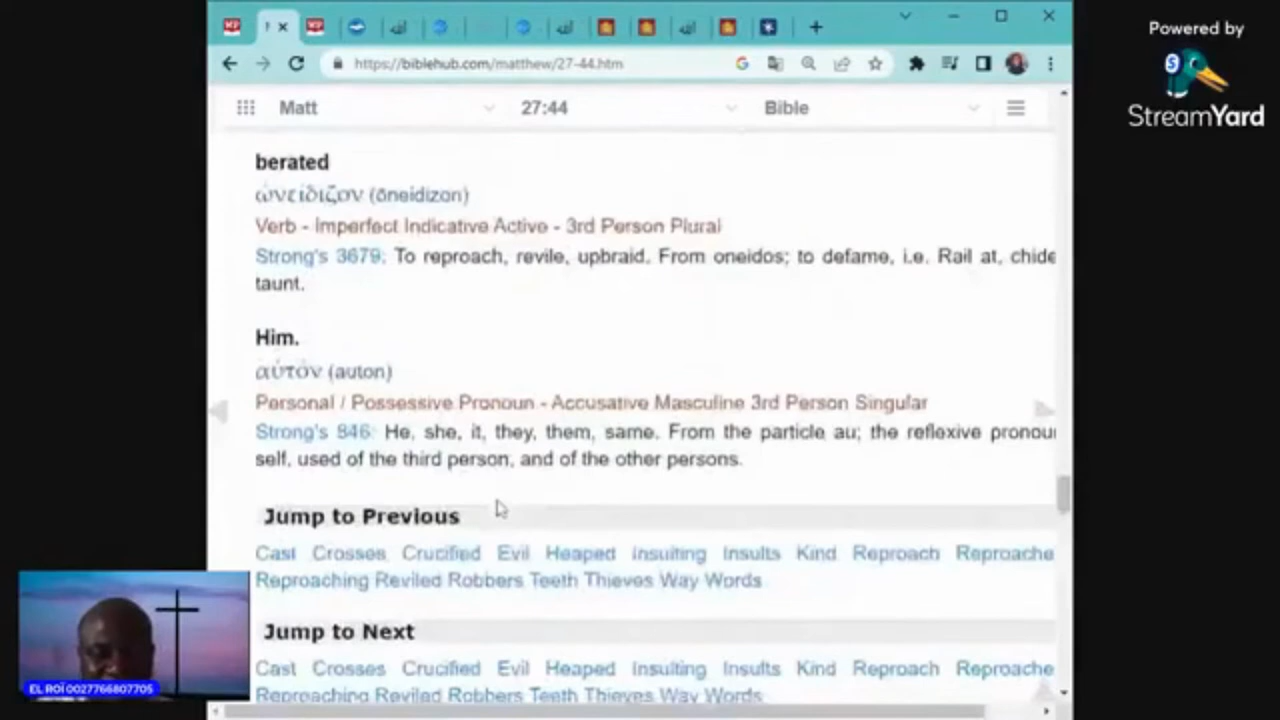 Powered by
StreamYard
https://biblehub.com/matthew/27-44.htm
Matt 27:44 Bible
berated
ὠνείδιζον (ōneidizon)
Verb - Imperfect Indicative Active - 3rd Person Plural
Strong's 3679: To reproach, revile, upbraid. From oneidos; to defame, i.e. Rail at, chide
taunt.
Him.
αὐτόν (auton)
Personal / Possessive Pronoun - Accusative Masculine 3rd Person Singular
Strong's 846: He, she, it, they, them, same. From the particle au; the reflexive pronoun
self, used of the third person, and of the other persons.
Jump to Previous
Cast Crosses Crucified Evil Heaped Insulting Insults Kind Reproach Reproache
Reproaching Reviled Robbers Teeth Thieves Way Words
Jump to Next
Cast Crosses Crucified Evil Heaped Insulting Insults Kind Reproach Reproache
Reproaching Reviled Robbers Teeth Thieves Way Words
EL ROÏ 0027766807705